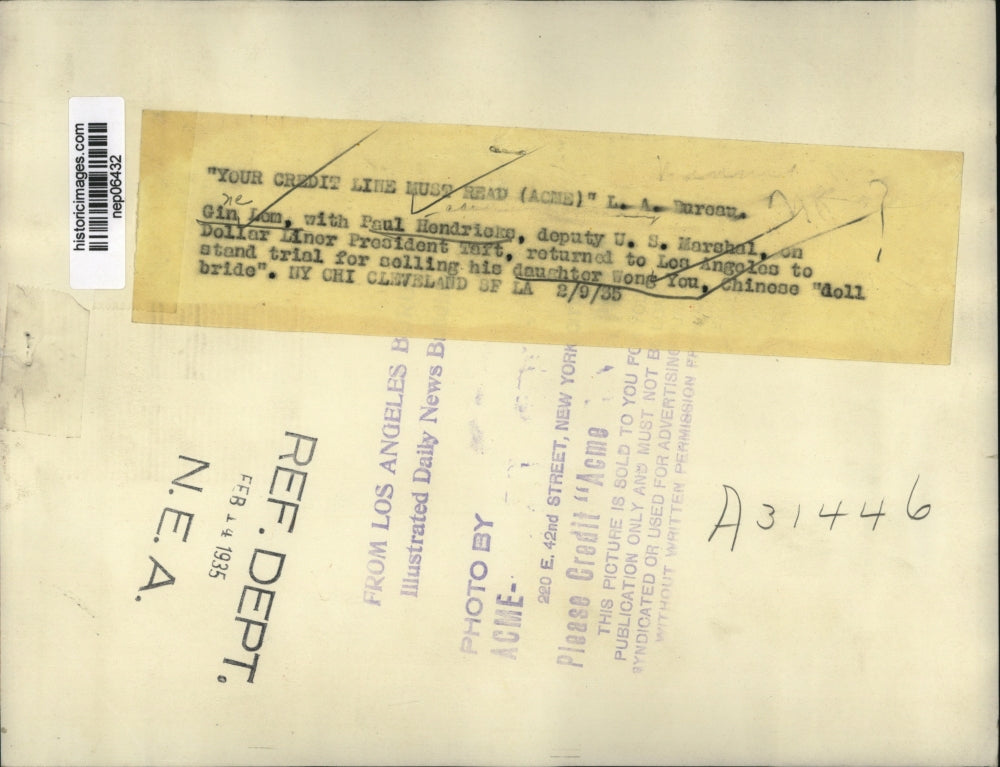 historicimages.com
nep06432
"YOUR CREDIT LINE MUST READ (ACME)" L. A. Bureau.
ne
Gin Lom, with Paul Hendricks, deputy U. S. Marshal, on
Dollar Liner President Taft, returned to Los Angeles to
stand trial for selling his daughter Wong You, Chinese "doll
bride". NY CHI CLEVELAND SF LA 2/9/35
FROM LOS ANGELES B
Illustrated Daily News B
PHOTO BY
ACME-
220 E. 42nd STREET, NEW YORK
Please Credit "Acme
THIS PICTURE IS SOLD TO YOU FO
PUBLICATION ONLY AND MUST NOT B
SYNDICATED OR USED FOR ADVERTISING
WITHOUT WRITTEN PERMISSION FR
REF. DEPT.
FEB 14 1935
N. E. A.
A31446